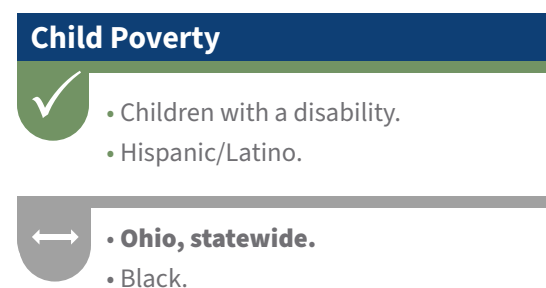 Child Poverty
• Children with a disability.
• Hispanic/Latino.
• Ohio, statewide.
• Black.